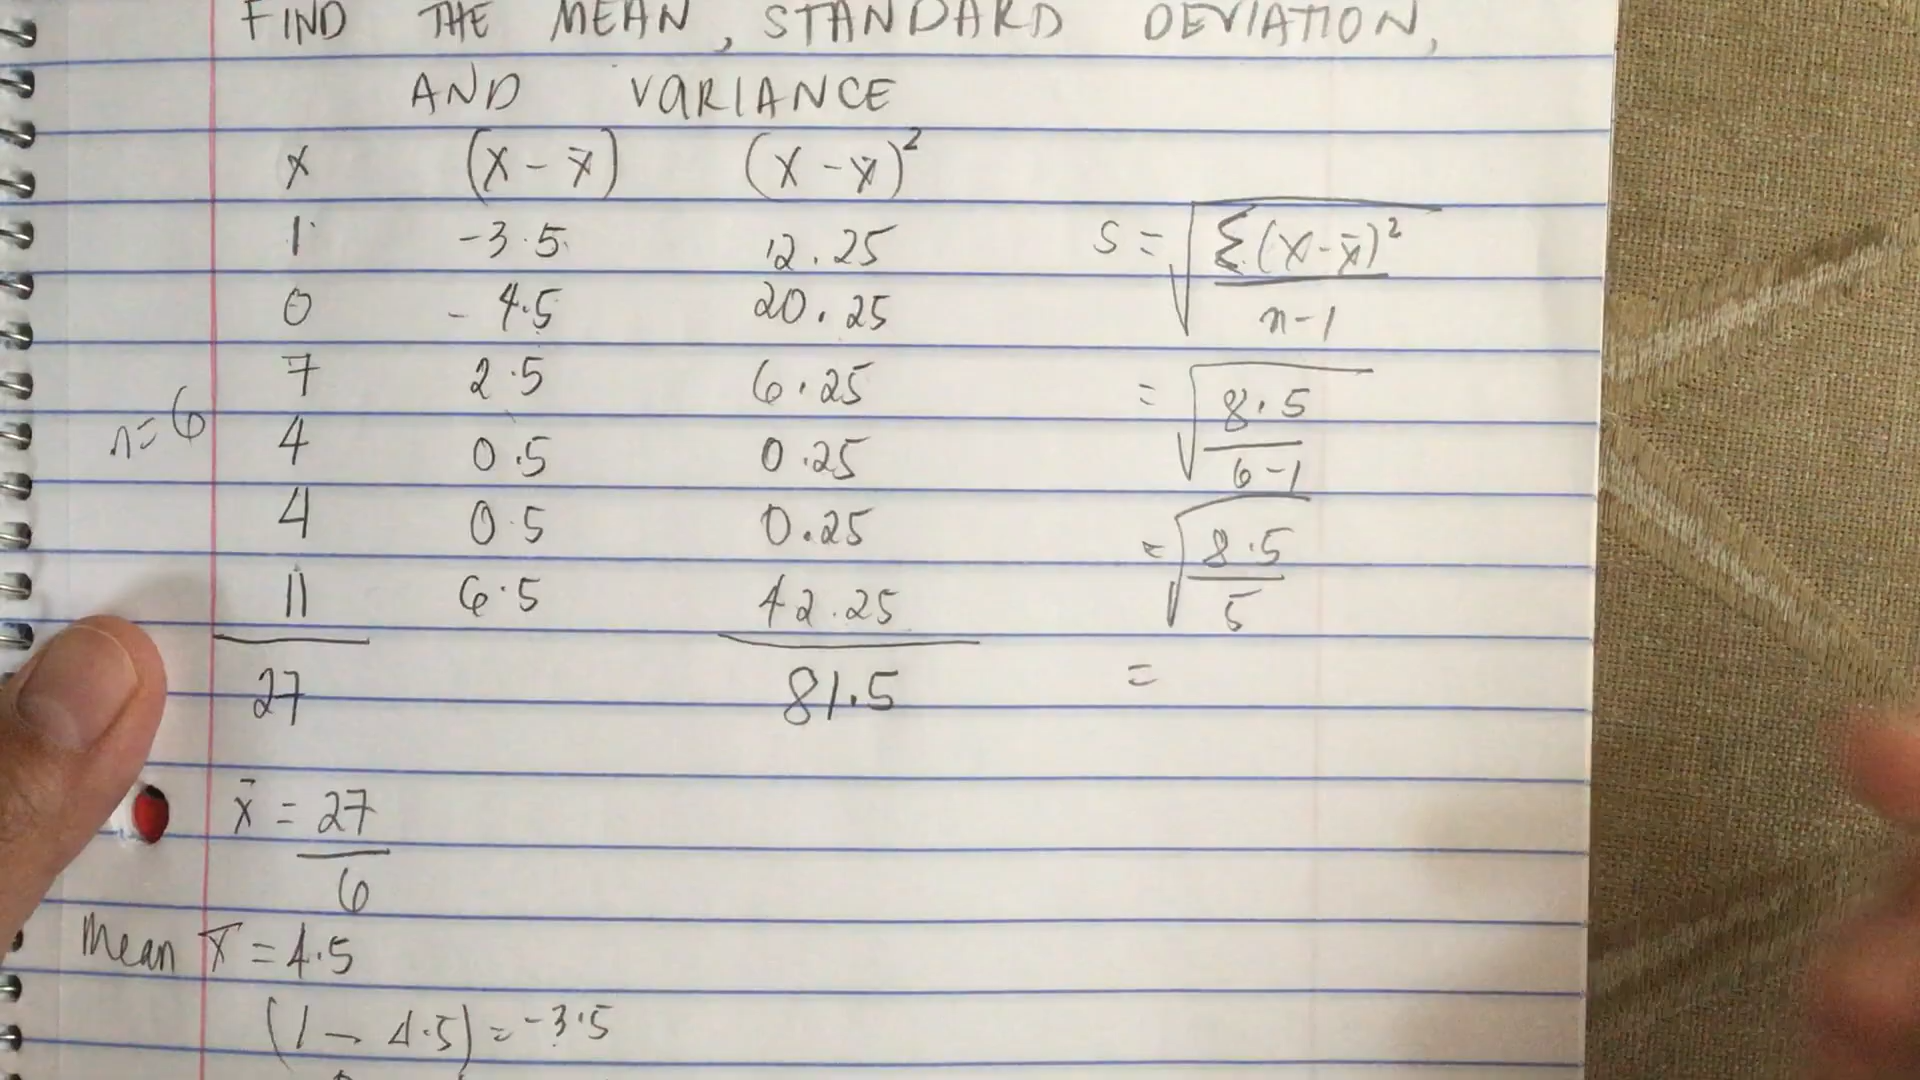 FIND THE MEAN, STANDARD DEVIATION,
AND VARIANCE
x (x - x̄) (x - x̄)²
1 -3.5 12.25
0 - 4.5 20.25
7 2.5 6.25
4 0.5 0.25
4 0.5 0.25
11 6.5 42.25
27 81.5
n=6
x̄ = 27/6
Mean x̄ = 4.5
(1 - 4.5) = -3.5
s = √(Σ(x-x̄)²/(n-1))
= √(8.5/(6-1))
= √(8.5/5)
=